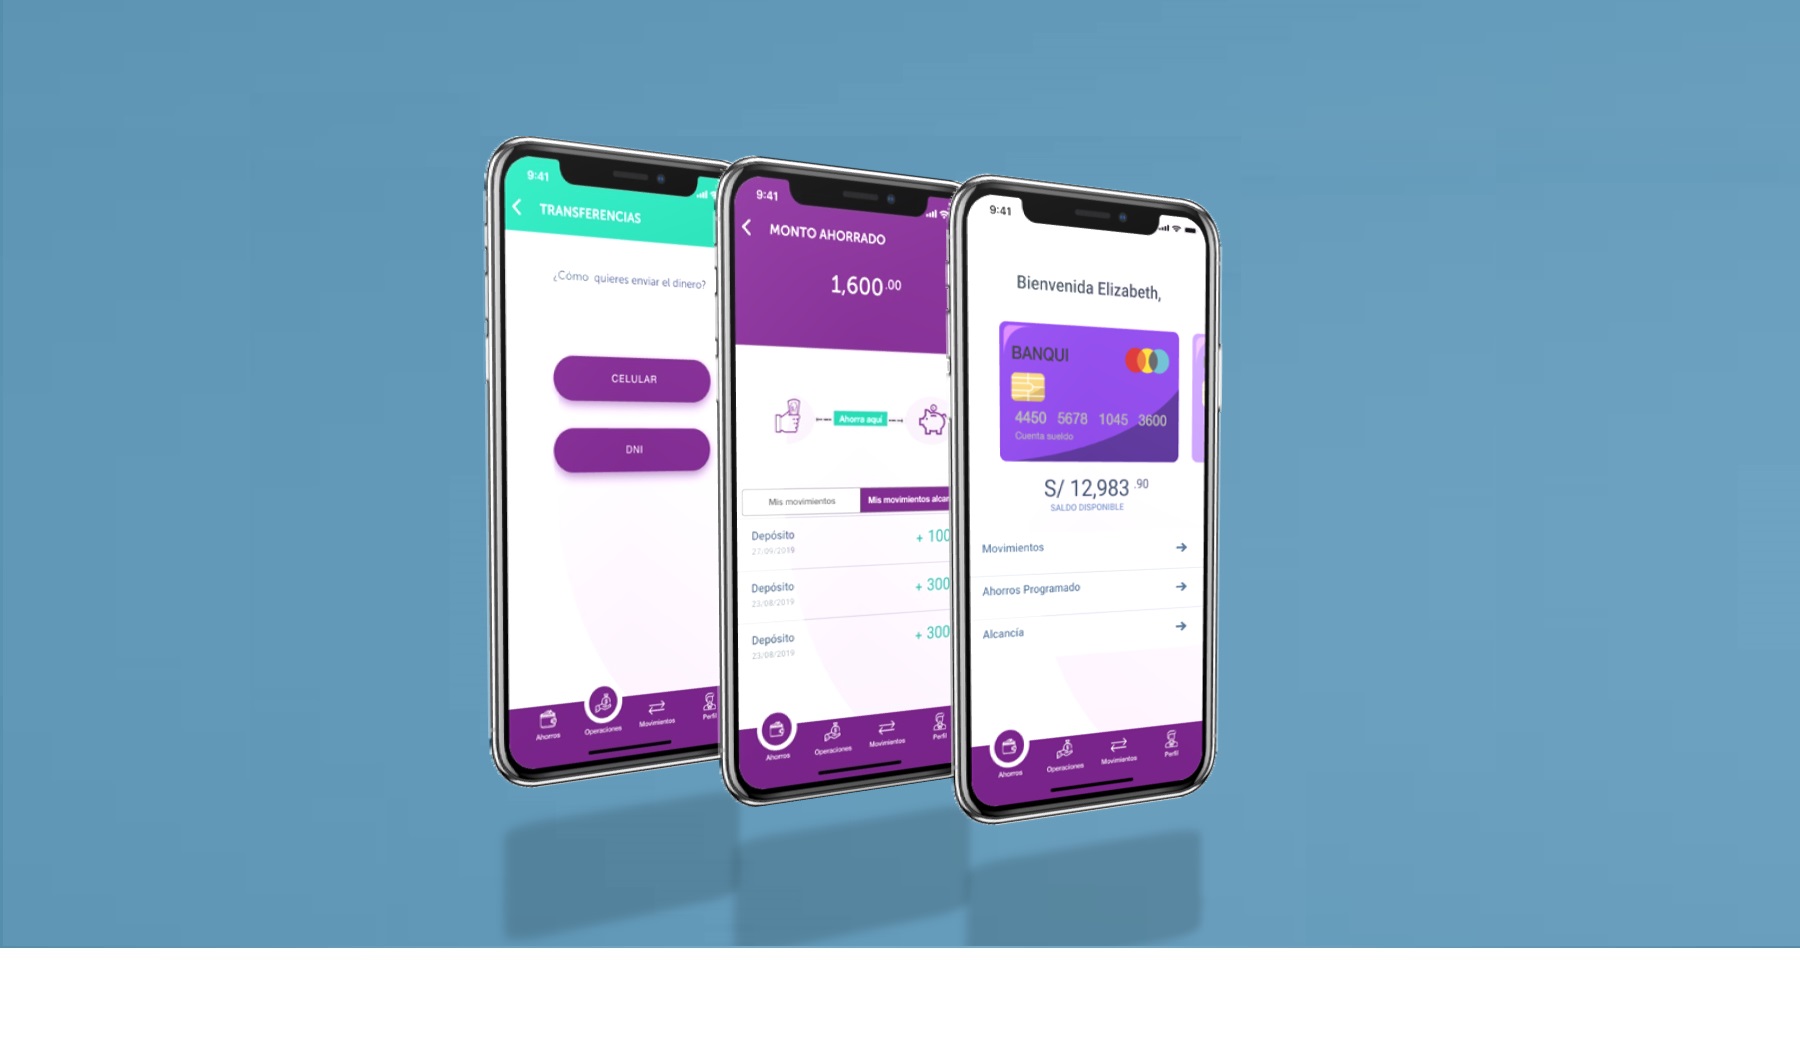 9:41
TRANSFERENCIAS
¿Cómo quieres enviar el dinero?
CELULAR
DNI
Ahorros
Operaciones
Movimientos
Perfil
9:41
MONTO AHORRADO
1,600.00
Ahorra aquí
Mis movimientos
Mis movimientos alcan
Depósito
+ 100
27/09/2019
Depósito
+ 300
23/08/2019
Depósito
+ 300
23/08/2019
Ahorros
Operaciones
Movimientos
Perfil
9:41
Bienvenida Elizabeth,
BANQUI
4450 5678 1045 3600
Cuenta sueldo
S/ 12,983.90
SALDO DISPONIBLE
Movimientos
Ahorros Programado
Alcancía
Ahorros
Operaciones
Movimientos
Perfil